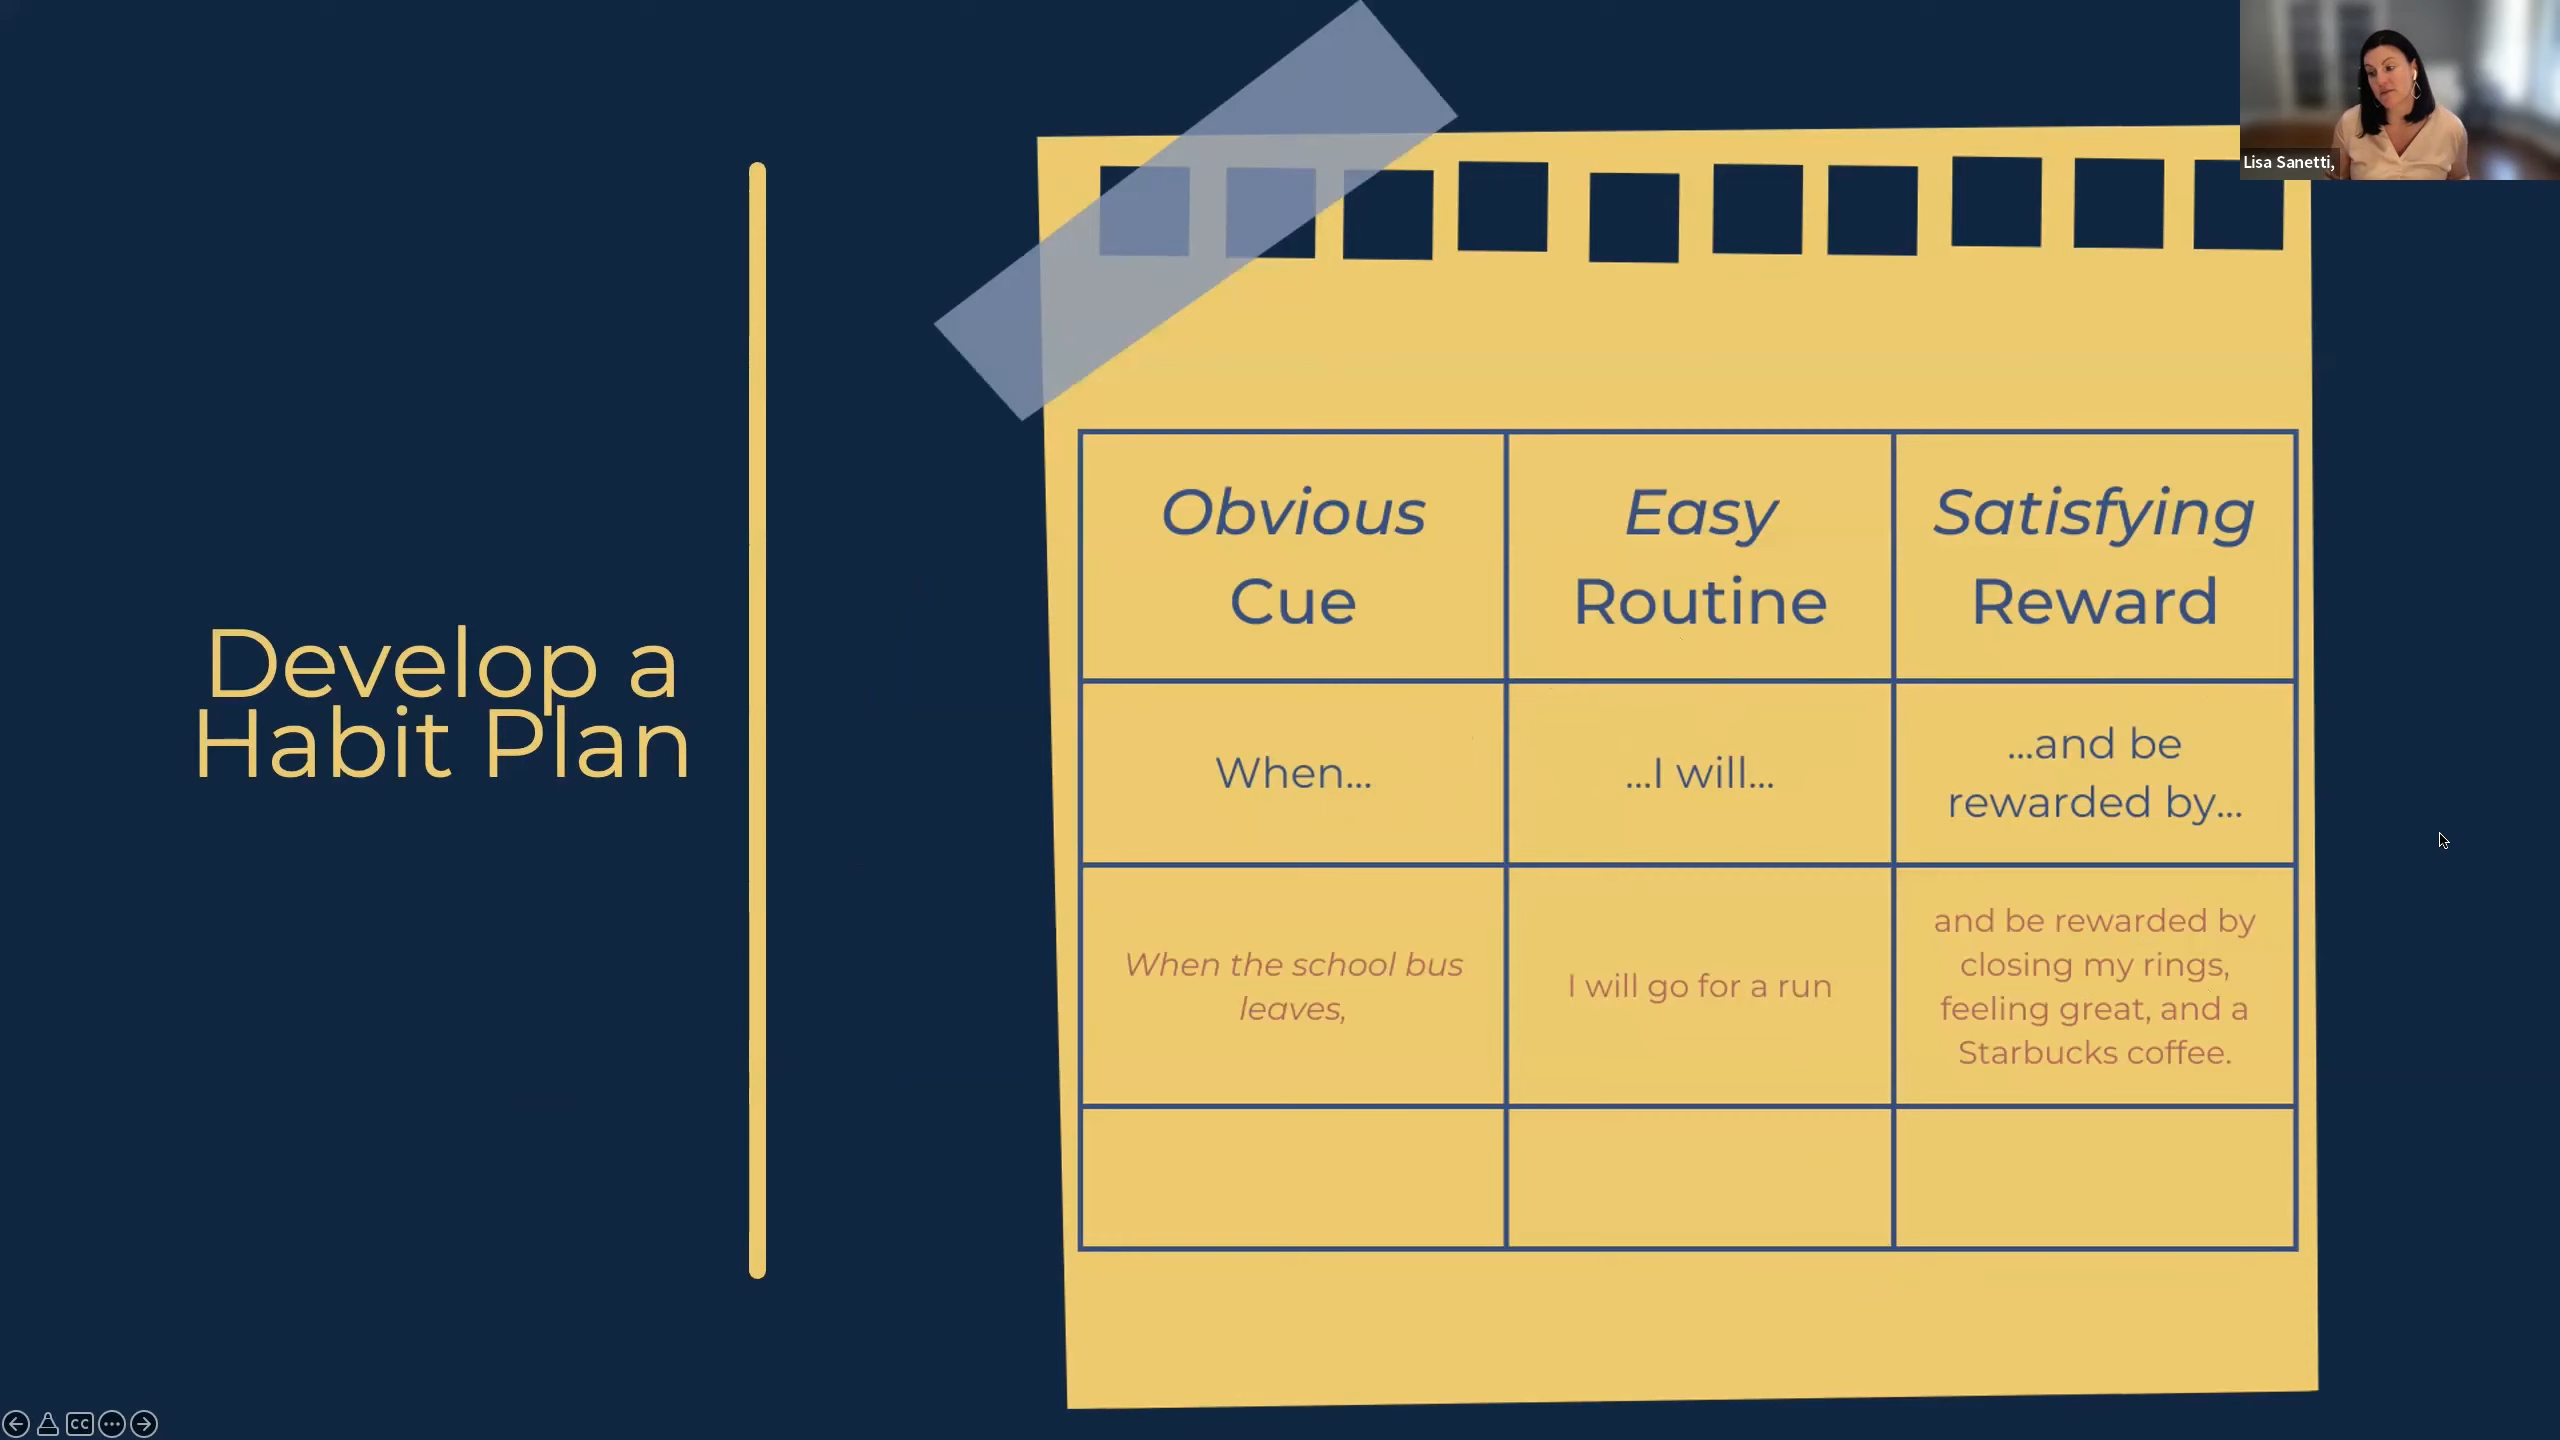 Lisa Sanetti,
Develop a
Habit Plan
Obvious
Cue
Easy
Routine
Satisfying
Reward
When...
...I will...
...and be
rewarded by...
When the school bus
leaves,
I will go for a run
and be rewarded by
closing my rings,
feeling great, and a
Starbucks coffee.
CC